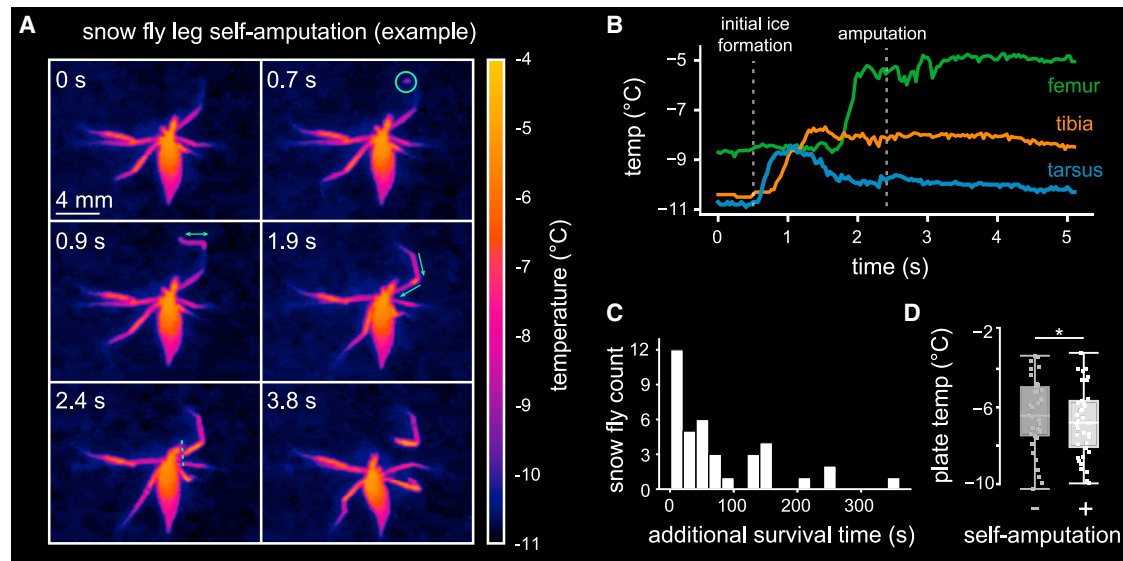 A
snow fly leg self-amputation (example)
0 s
0.7 s
4 mm
0.9 s
1.9 s
2.4 s
3.8 s
-4
-5
-6
-7
-8
-9
-10
-11
temperature (°C)
B
initial ice
formation
amputation
temp (°C)
−5
−7
−9
−11
femur
tibia
tarsus
0 1 2 3 4 5
time (s)
C
snow fly count
12
9
6
3
0
0 100 200 300
additional survival time (s)
D
plate temp (°C)
−2
−6
−10
*
- +
self-amputation